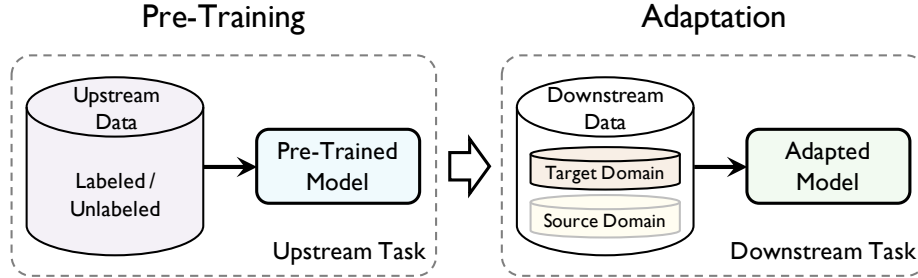 Pre-Training
Adaptation
Upstream
Data
Labeled /
Unlabeled
Pre-Trained
Model
Upstream Task
Downstream
Data
Target Domain
Source Domain
Adapted
Model
Downstream Task